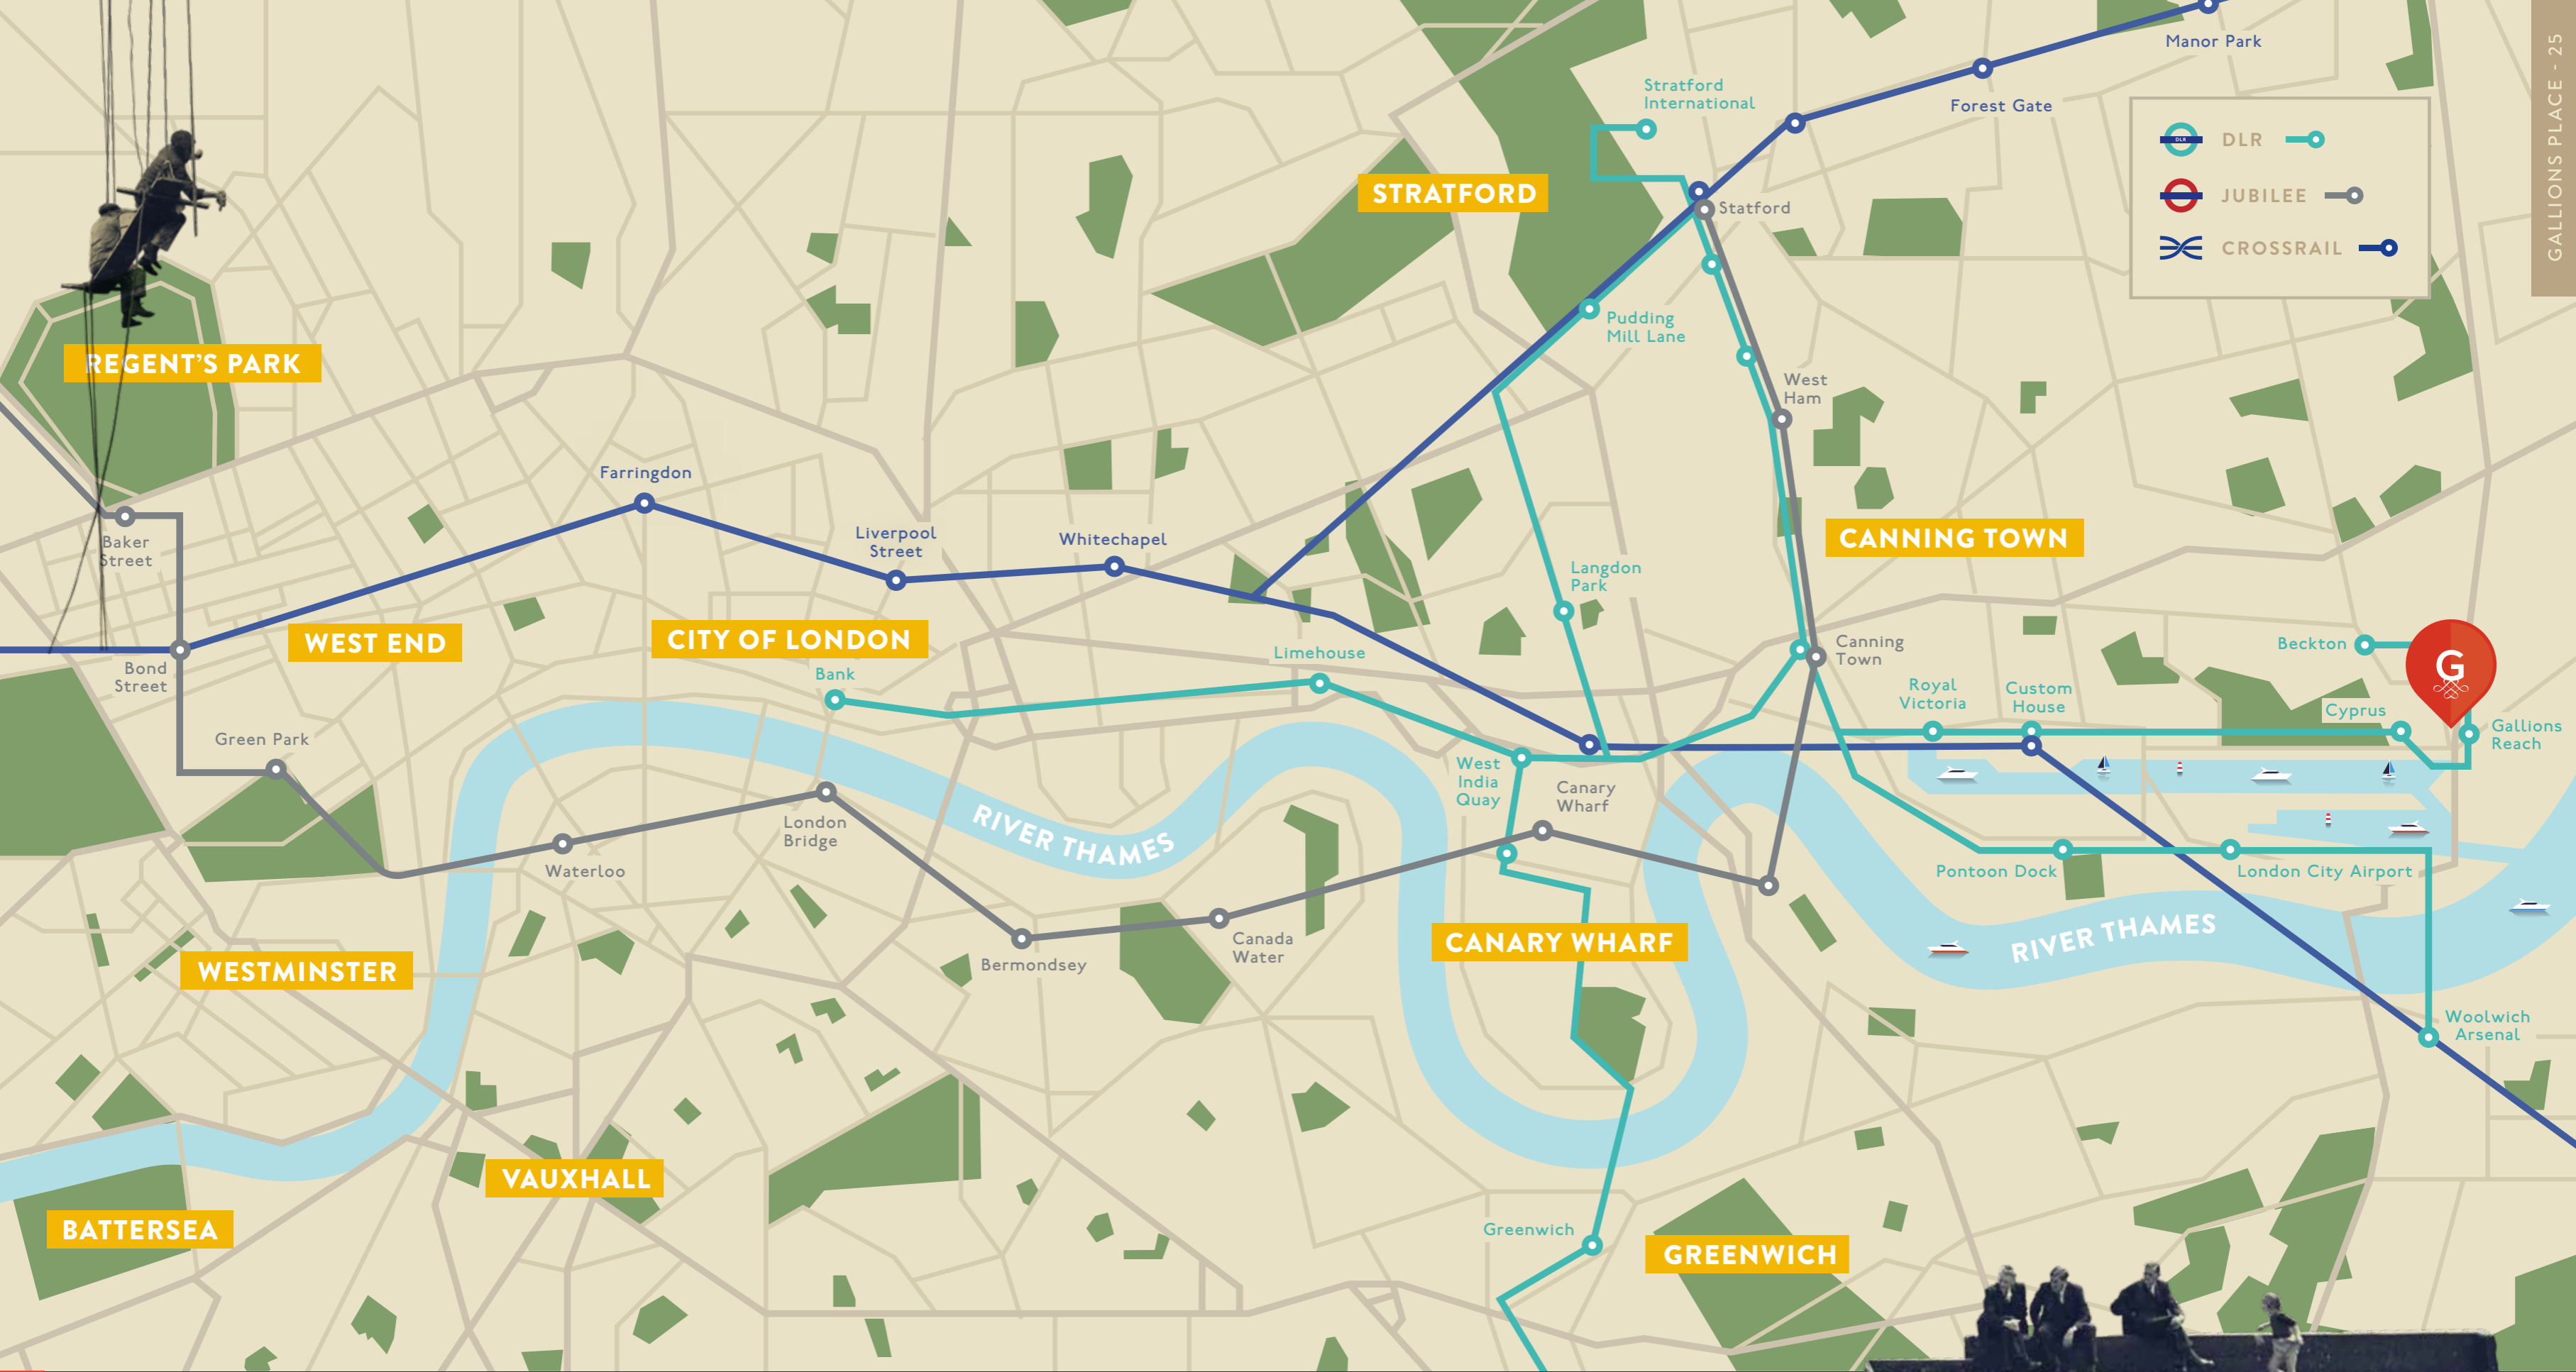 GALLIONS PLACE - 25
Manor Park
Forest Gate
Stratford
International
DLR
DLR
JUBILEE
CROSSRAIL
STRATFORD
Statford
Pudding
Mill Lane
West
Ham
REGENT'S PARK
Farringdon
Liverpool
Street
Whitechapel
CANNING TOWN
Baker
Street
Langdon
Park
WEST END
CITY OF LONDON
Bank
Limehouse
Canning
Town
Beckton
G
Bond
Street
Royal
Victoria
Custom
House
Cyprus
Gallions
Reach
Green Park
West
India
Quay
Canary
Wharf
London
Bridge
RIVER THAMES
Waterloo
Pontoon Dock
London City Airport
Canada
Water
Bermondsey
CANARY WHARF
RIVER THAMES
WESTMINSTER
Woolwich
Arsenal
VAUXHALL
BATTERSEA
Greenwich
GREENWICH